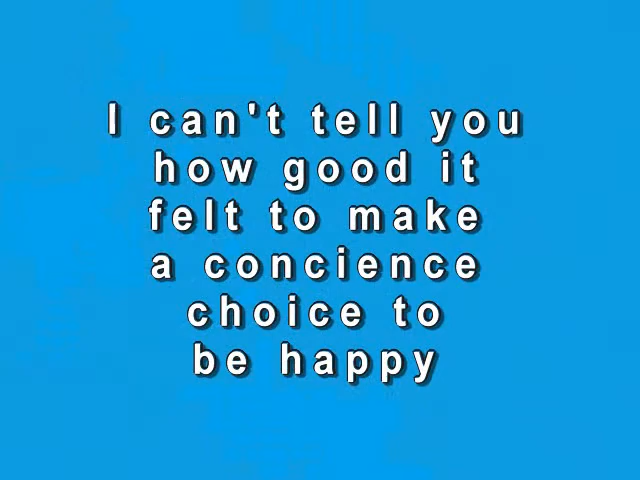 I can't tell you
how good it
felt to make
a concience
choice to
be happy